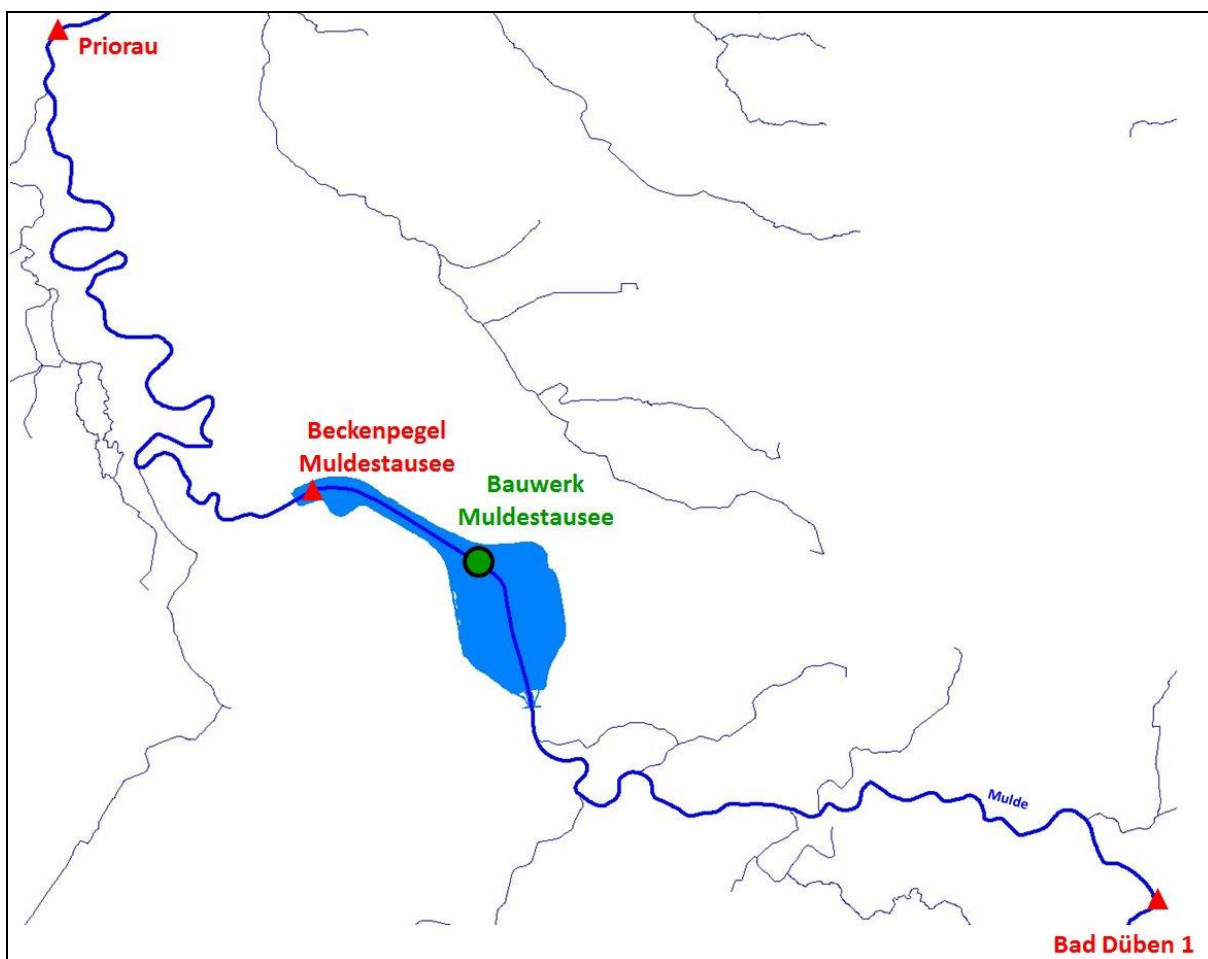 Priorau
Beckenpegel
Muldestausee
Bauwerk
Muldestausee
Mulde
Bad Düben 1